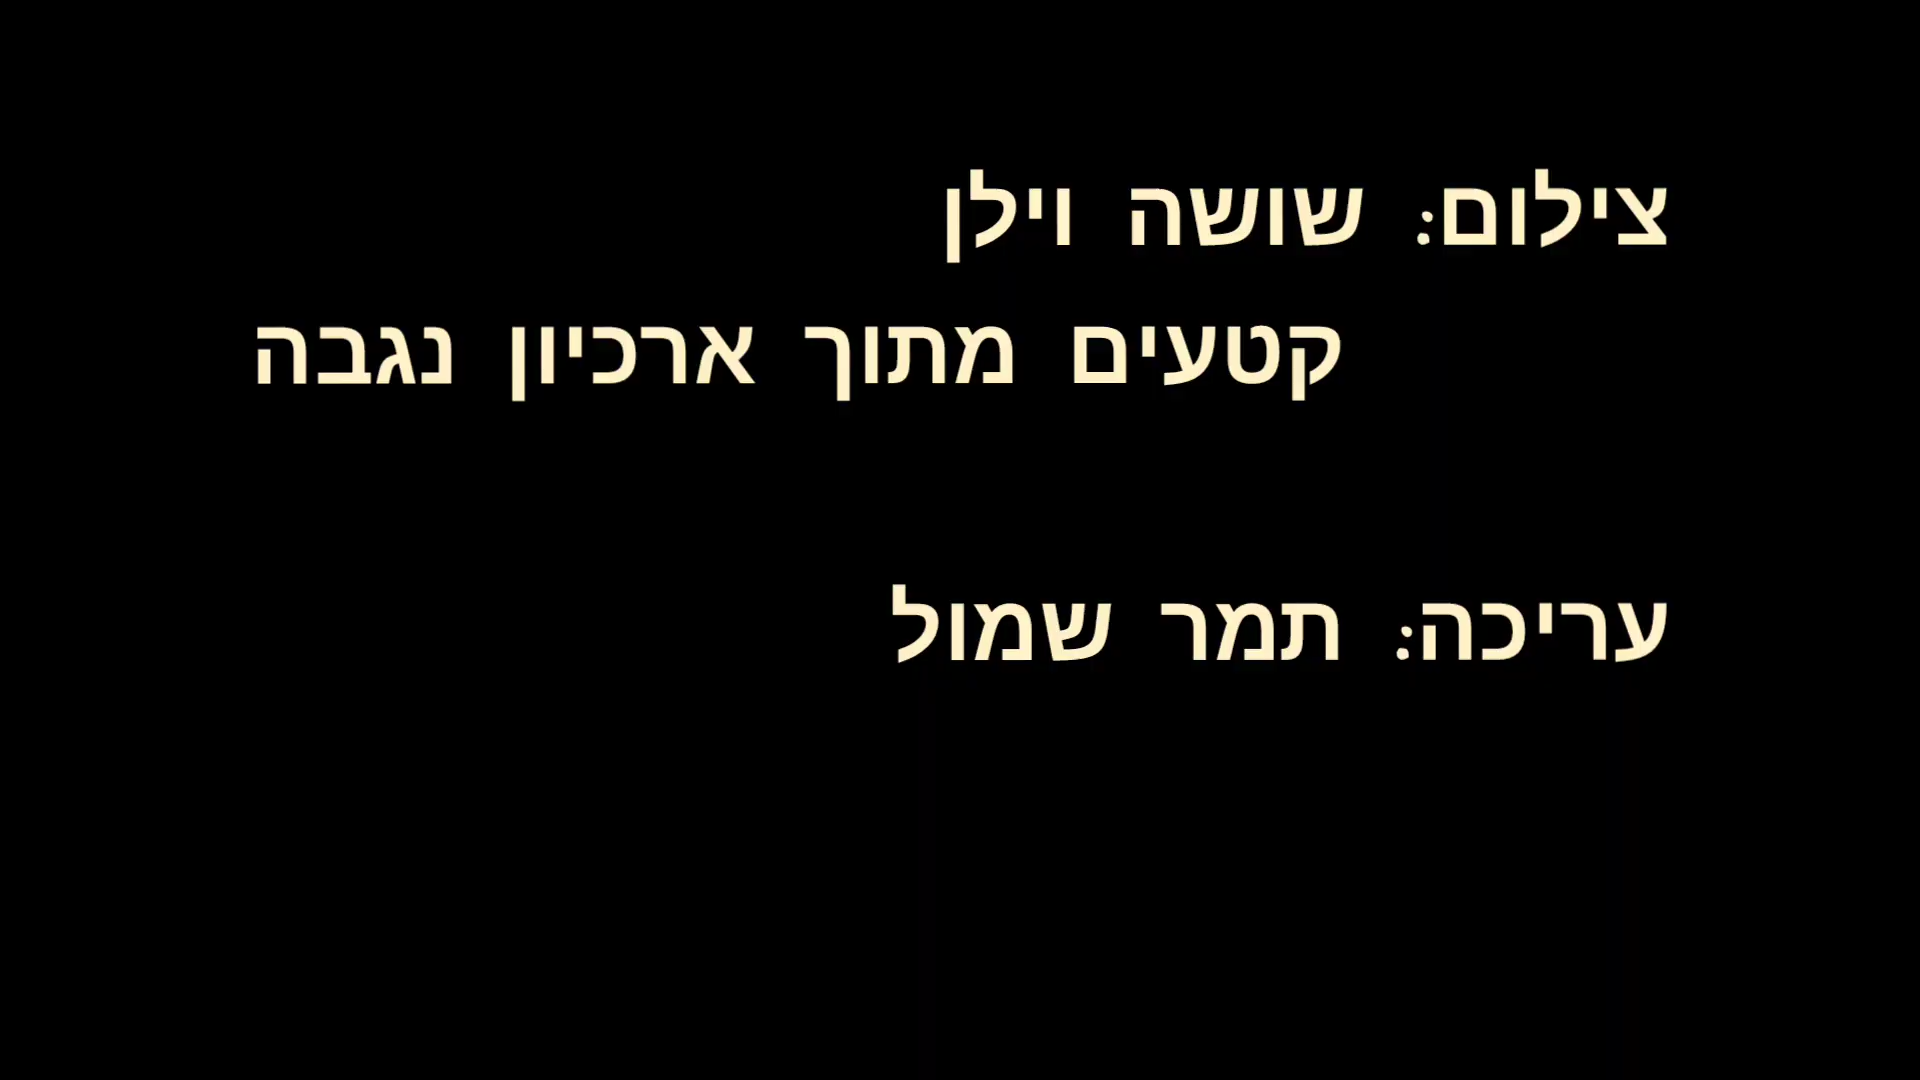 צילום: שושה וילן
קטעים מתוך ארכיון נגבה
עריכה: תמר שמול